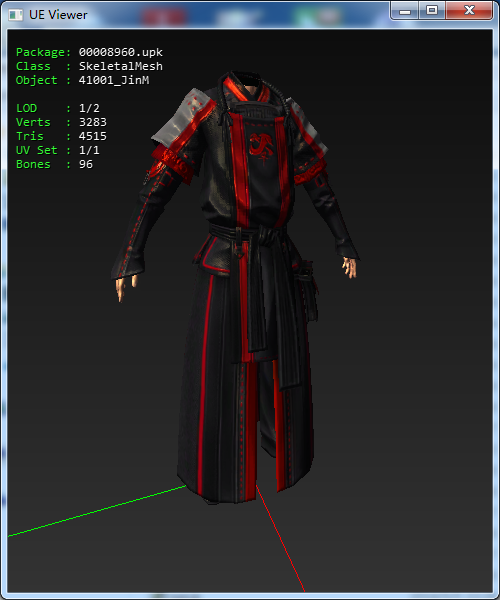 UE Viewer
Package: 00008960.upk
Class : SkeletalMesh
Object : 41001_JinM
LOD : 1/2
Verts : 3283
Tris : 4515
UV Set : 1/1
Bones : 96